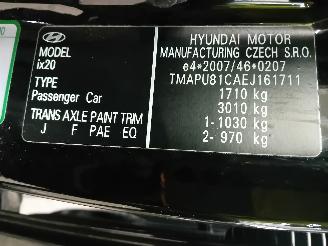 HYUNDAI
MODEL
ix20
TYPE
Passenger Car
TRANS AXLE PAINT TRIM
J F PAE EQ
HYUNDAI MOTOR
MANUFACTURING CZECH S.R.O.
e4*2007/46*0207
TMAPU81CAEJ161711
1710 kg
3010 kg
1- 1030 kg
2- 970 kg